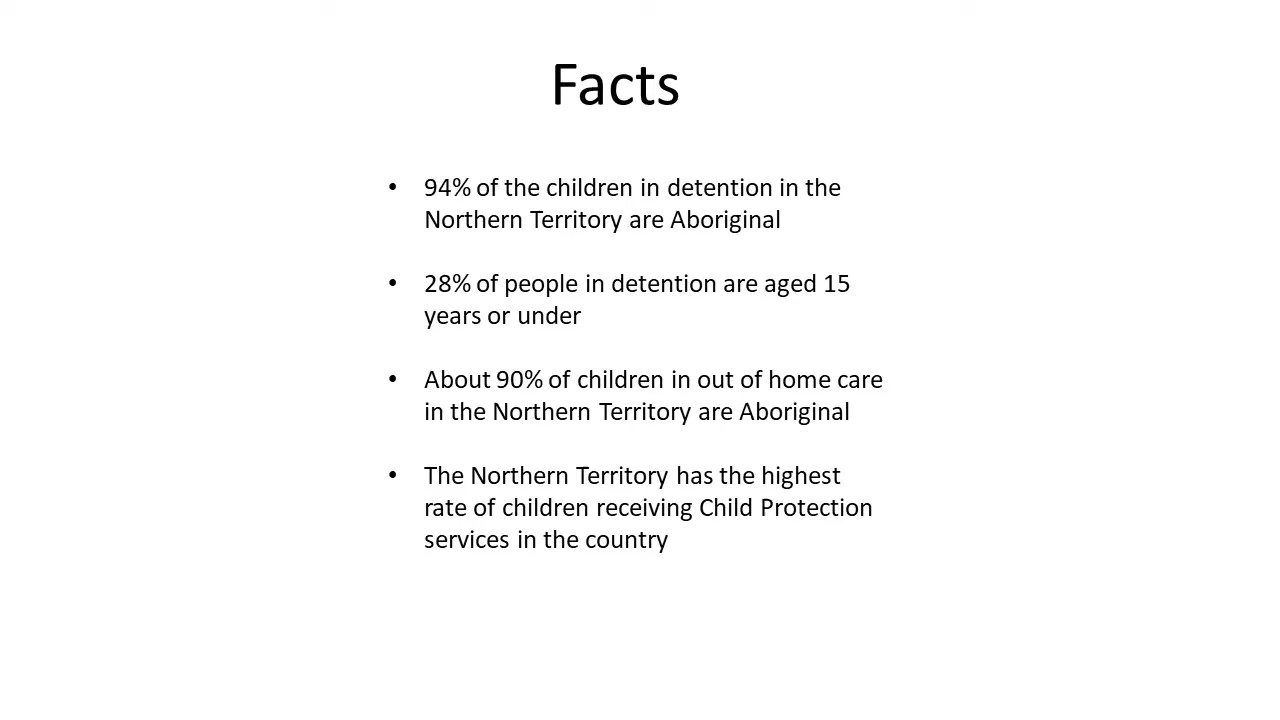 Facts
• 94% of the children in detention in the
Northern Territory are Aboriginal
• 28% of people in detention are aged 15
years or under
• About 90% of children in out of home care
in the Northern Territory are Aboriginal
• The Northern Territory has the highest
rate of children receiving Child Protection
services in the country